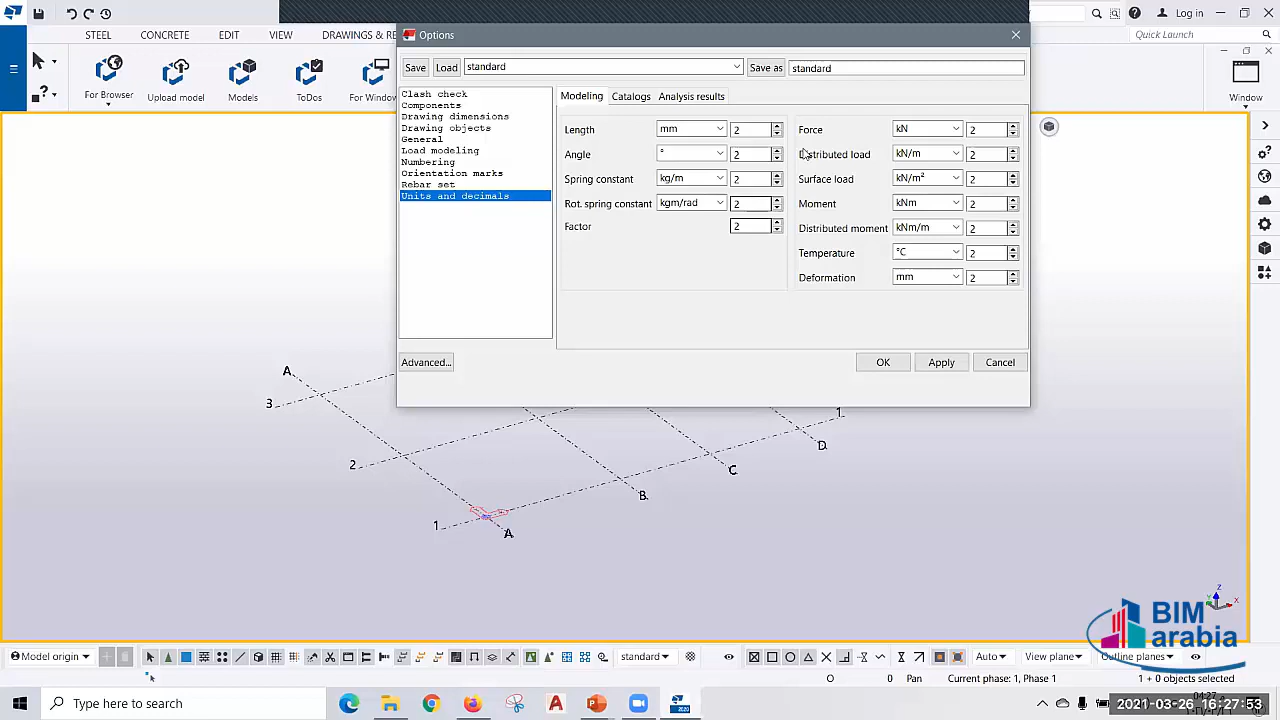 Log in
STEEL
CONCRETE
EDIT
VIEW
DRAWINGS & RE
Quick Launch
For Browser
Upload model
Models
ToDos
For Window
Window
Options
Save
Load
standard
Save as
standard
Clash check
Components
Drawing dimensions
Drawing objects
General
Load modeling
Numbering
Orientation marks
Rebar set
Units and decimals
Modeling
Catalogs
Analysis results
Length mm 2
Angle ° 2
Spring constant kg/m 2
Rot. spring constant kgm/rad 2
Factor 2
Force kN 2
Distributed load kN/m 2
Surface load kN/m² 2
Moment kNm 2
Distributed moment kNm/m 2
Temperature °C 2
Deformation mm 2
Advanced...
OK
Apply
Cancel
A
3
2
1
A
B
C
D
1
Z
Y
X
BIM
arabia
Model origin
standard
Auto
View plane
Outline planes
O
0
Pan
Current phase: 1, Phase 1
1 + 0 objects selected
Type here to search
2020
2021-03-26 16:27:53